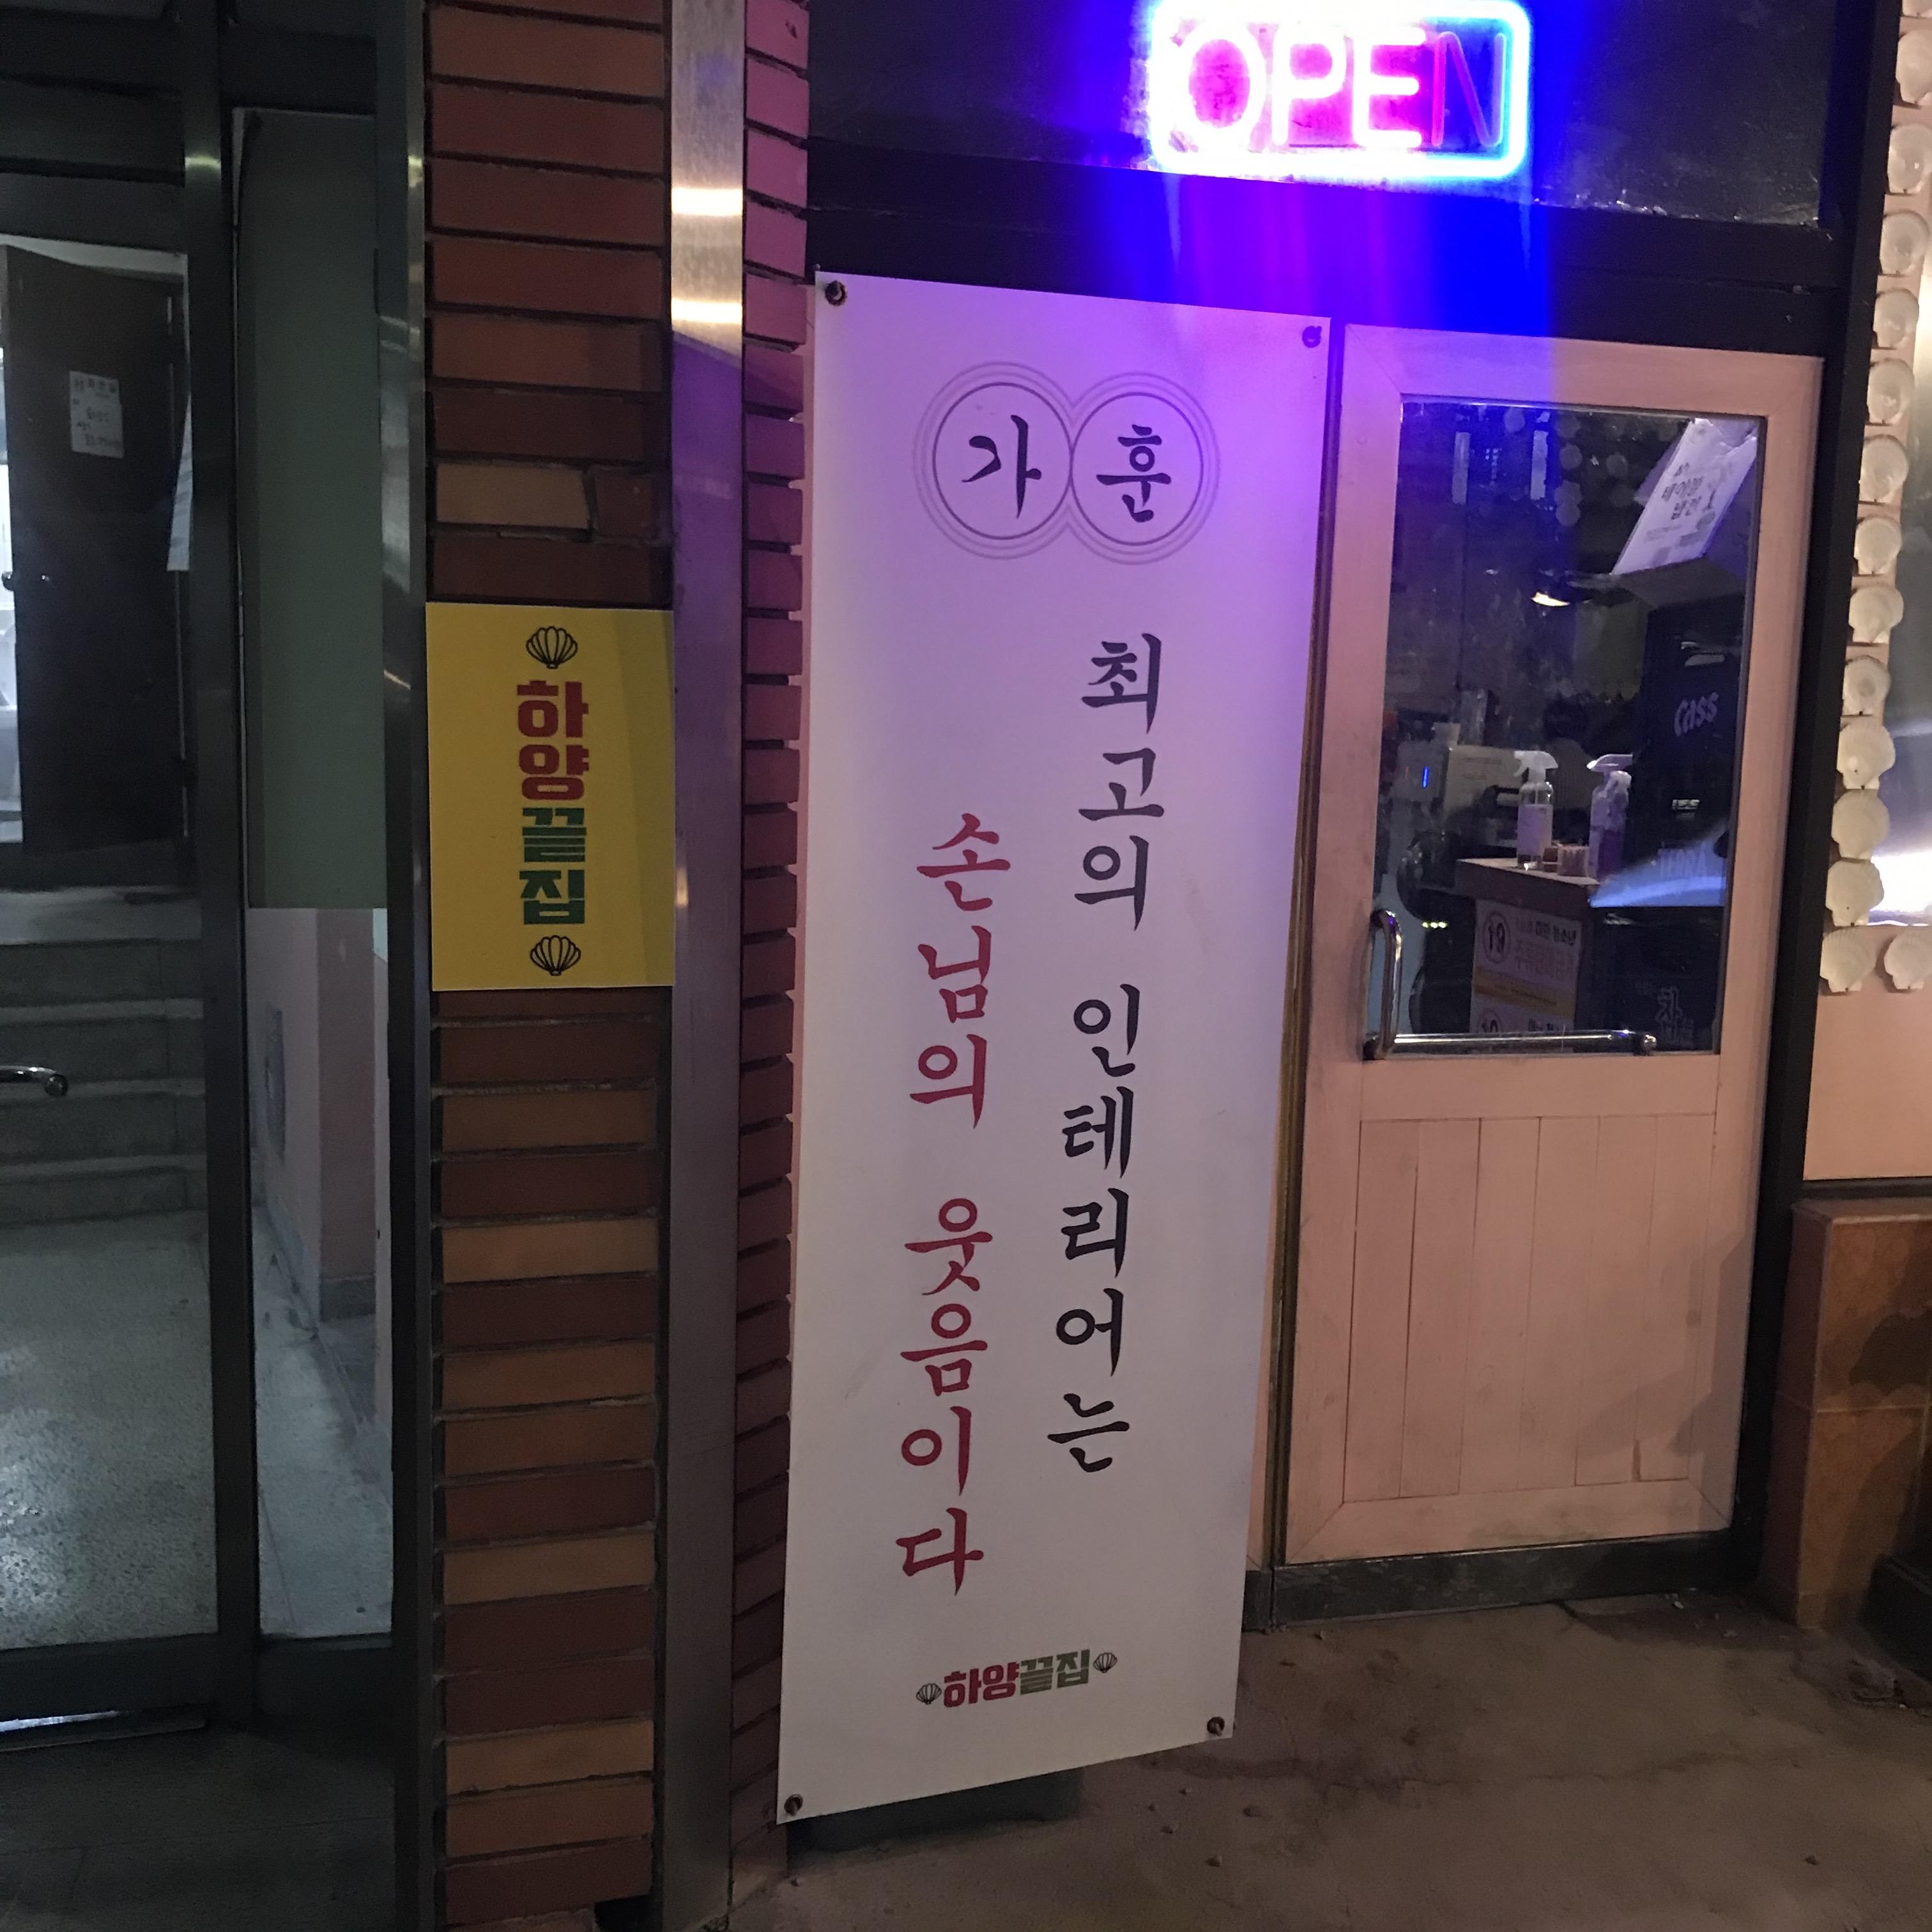 OPEN
가훈
최고의 인테리어는
손님의 웃음이다
하양끌집
하양끌집
Cass
19